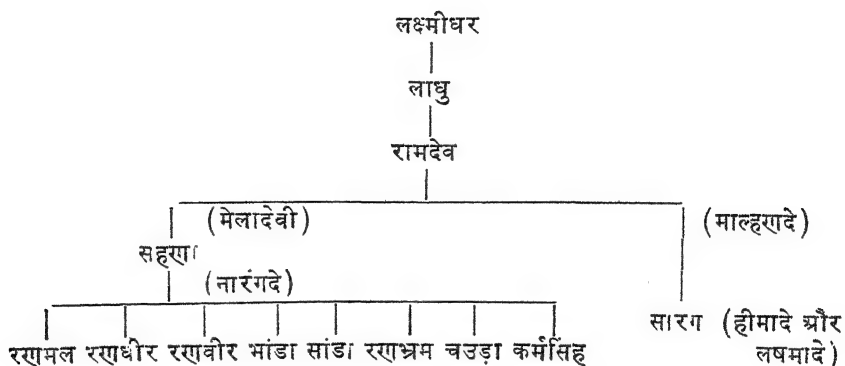 लक्ष्मीधर
लाधु
रामदेव
(मेलादेवी) (माल्हणदे)
सहणा
(नारंगदे)
सारग (हीमादे और
रणमल रणधीर रणवीर भांडा सांडा रणभ्रम चउड़ा कर्मसिंह लषमादे)